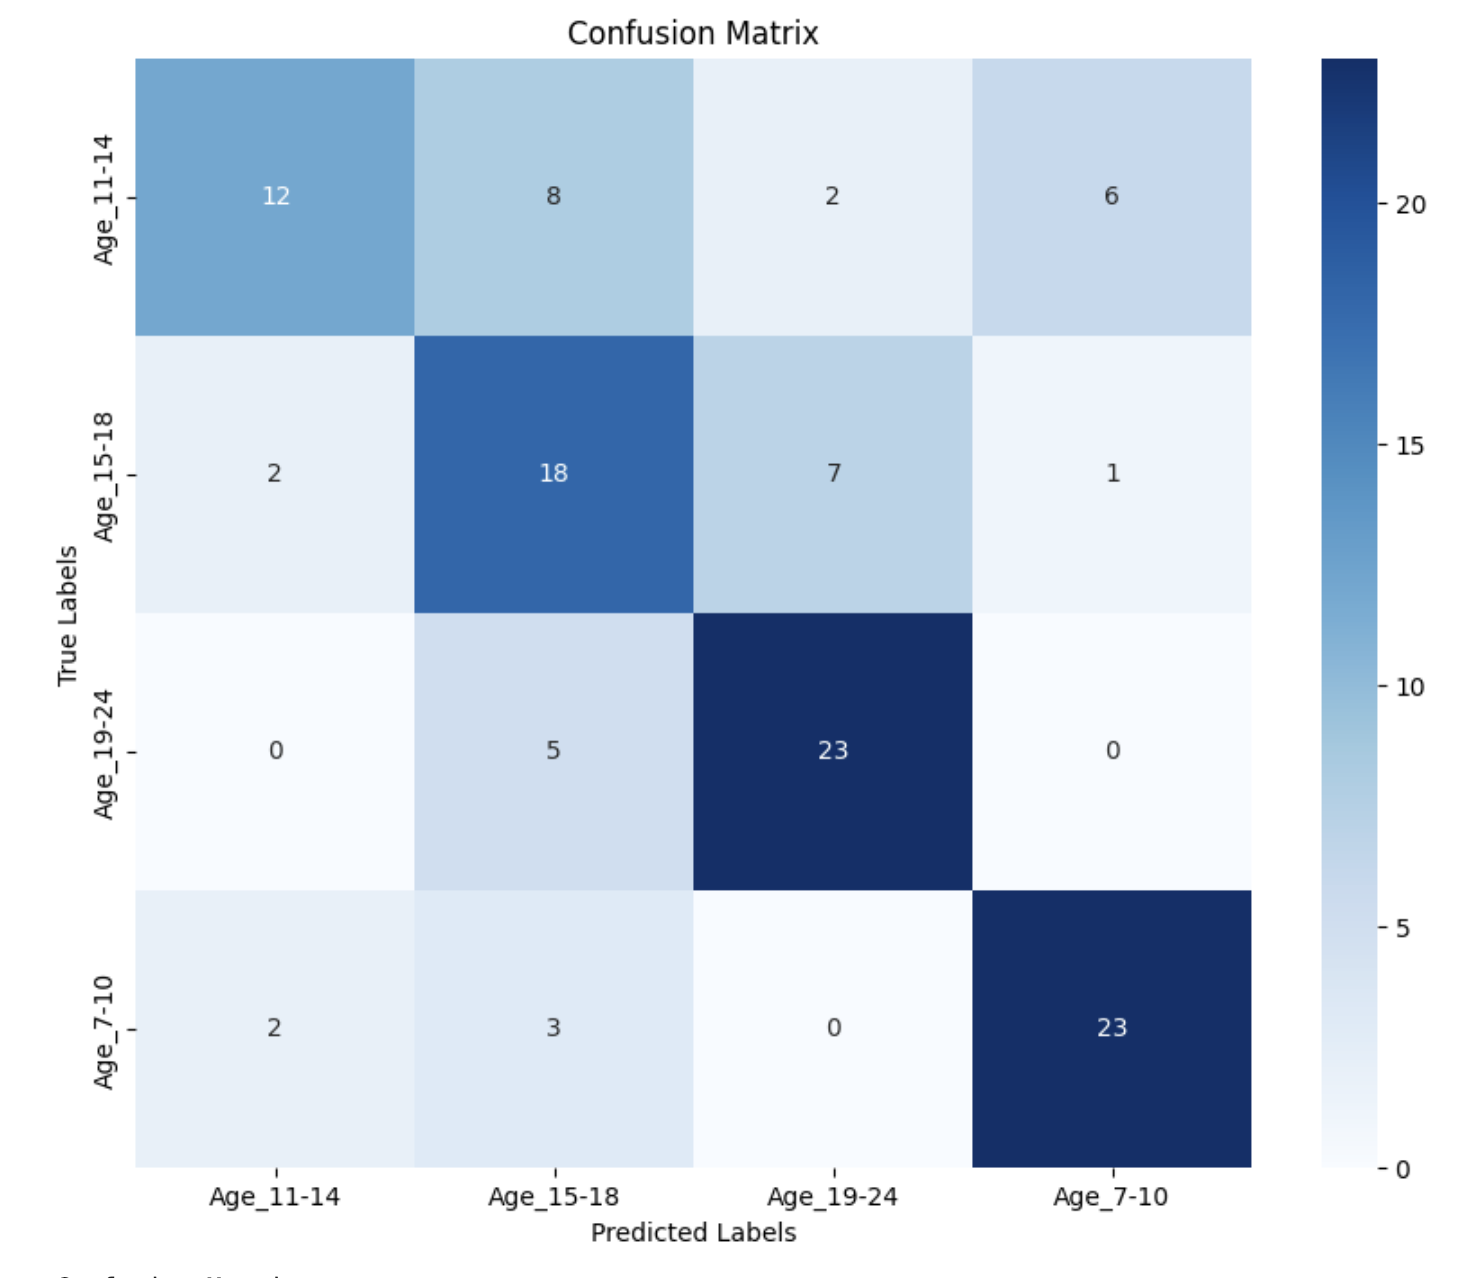 Confusion Matrix
Age_11-14
12 8 2 6
Age_15-18
2 18 7 1
Age_19-24
0 5 23 0
Age_7-10
2 3 0 23
True Labels
Age_11-14 Age_15-18 Age_19-24 Age_7-10
Predicted Labels
20
15
10
5
0